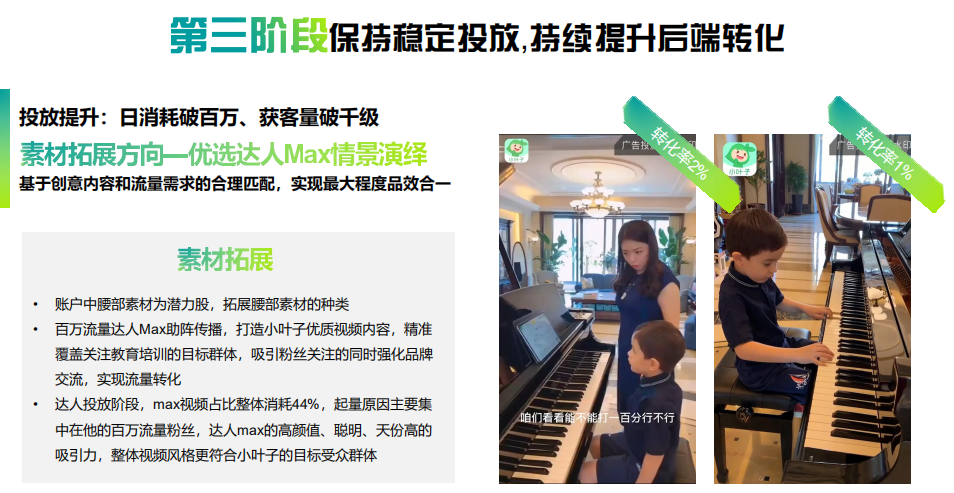 第三阶段保持稳定投放,持续提升后端转化
投放提升：日消耗破百万、获客量破千级
素材拓展方向—优选达人Max情景演绎
基于创意内容和流量需求的合理匹配，实现最大程度品效合一
素材拓展
• 账户中腰部素材为潜力股，拓展腰部素材的种类
• 百万流量达人Max助阵传播，打造小叶子优质视频内容，精准
覆盖关注教育培训的目标群体，吸引粉丝关注的同时强化品牌
交流，实现流量转化
• 达人投放阶段，max视频占比整体消耗44%，起量原因主要集
中在他的百万流量粉丝，达人max的高颜值、聪明、天份高的
吸引力，整体视频风格更符合小叶子的目标受众群体
小叶子
广告投
转化率2%
咱们看看能不能打一百分行不行
小叶子
广告
水印
转化率1%